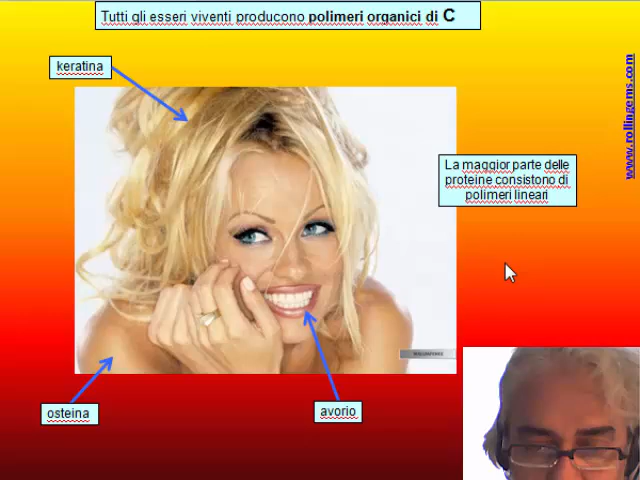 Tutti gli esseri viventi producono polimeri organici di C
keratina
www.rollingems.com
La maggior parte delle
proteine consistono di
polimeri lineari
osteina
avorio